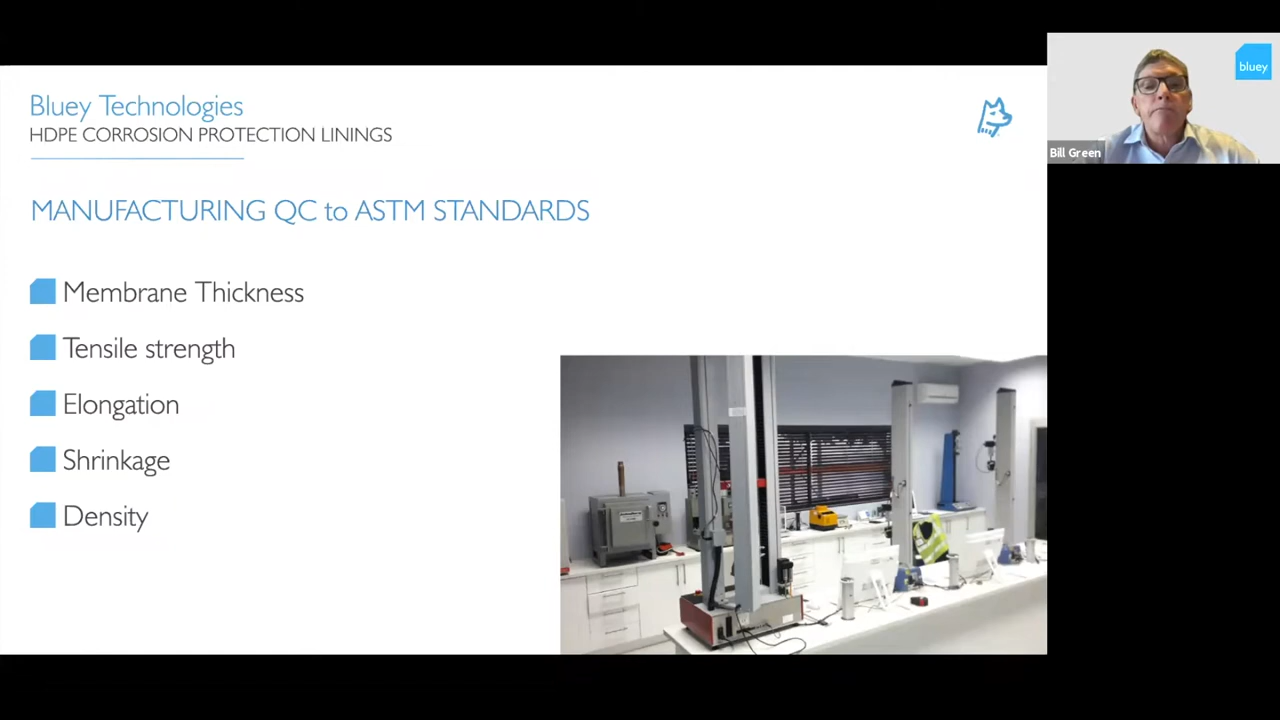 Bluey Technologies
HDPE CORROSION PROTECTION LININGS
MANUFACTURING QC to ASTM STANDARDS
Membrane Thickness
Tensile strength
Elongation
Shrinkage
Density
bluey
Bill Green